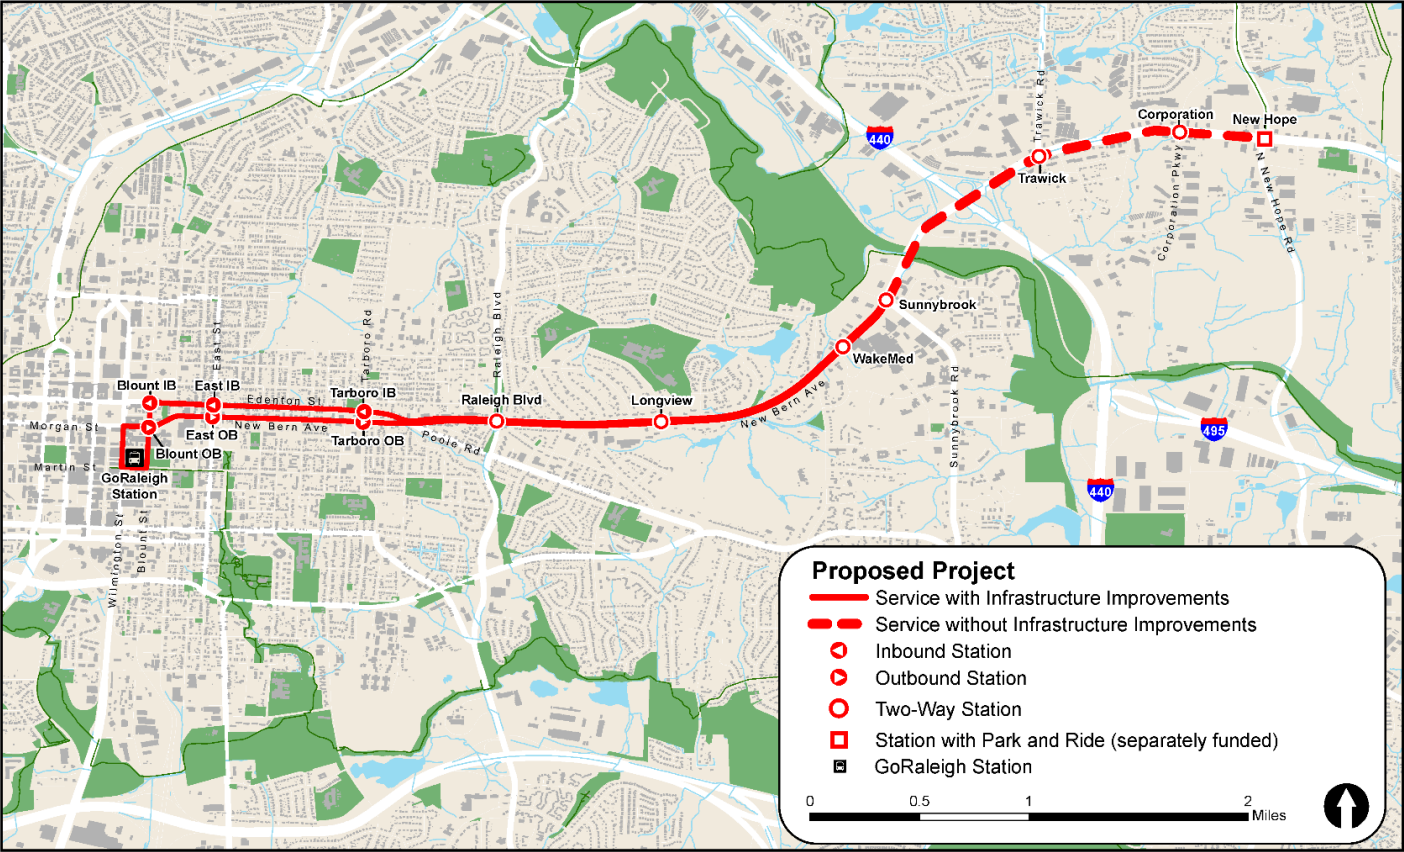 Trawick Rd
440
Corporation
New Hope
Trawick
Corporation Pkwy
N New Hope Rd
Sunnybrook
WakeMed
Raleigh Blvd
Tarboro Rd
East St
Blount IB
East IB
Edenton St
Tarboro IB
Raleigh Blvd
Longview
New Bern Ave
Sunnybrook Rd
Morgan St
East OB
New Bern Ave
Tarboro OB
Poole Rd
495
Blount OB
Martin St
GoRaleigh
Station
440
Wilmington St
Blount St
Proposed Project
Service with Infrastructure Improvements
Service without Infrastructure Improvements
Inbound Station
Outbound Station
Two-Way Station
Station with Park and Ride (separately funded)
GoRaleigh Station
0 0.5 1 2
Miles